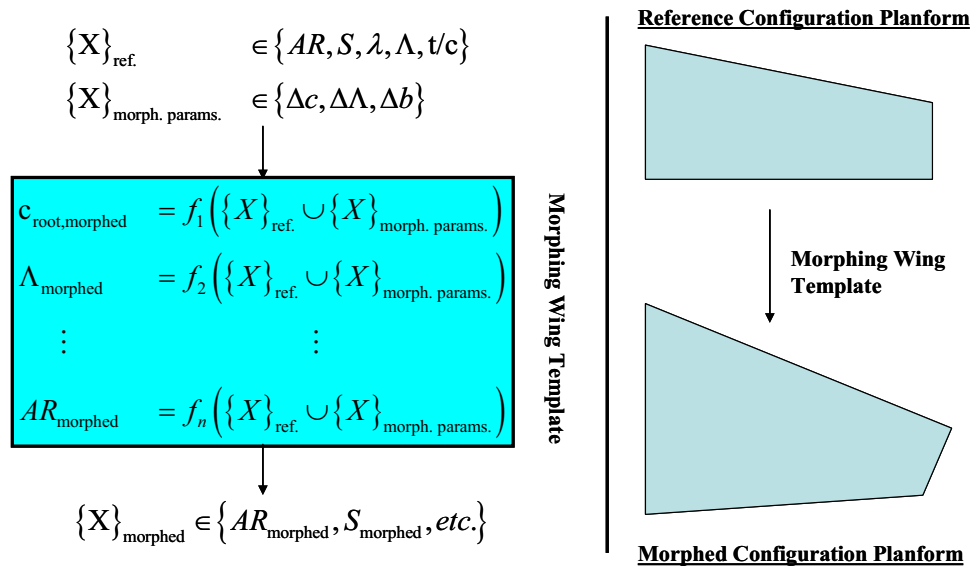 {X}ref. ∈{AR, S, λ, Λ, t/c}
{X}morph. params. ∈{Δc, ΔΛ, Δb}
c root,morphed = f1({X}ref. ∪{X}morph. params.)
Λmorphed = f2({X}ref. ∪{X}morph. params.)
⋮ ⋮
ARmorphed = fn({X}ref. ∪{X}morph. params.)
{X}morphed ∈{ARmorphed, Smorphed, etc.}
Morphing Wing Template
Reference Configuration Planform
Morphing Wing
Template
Morphed Configuration Planform